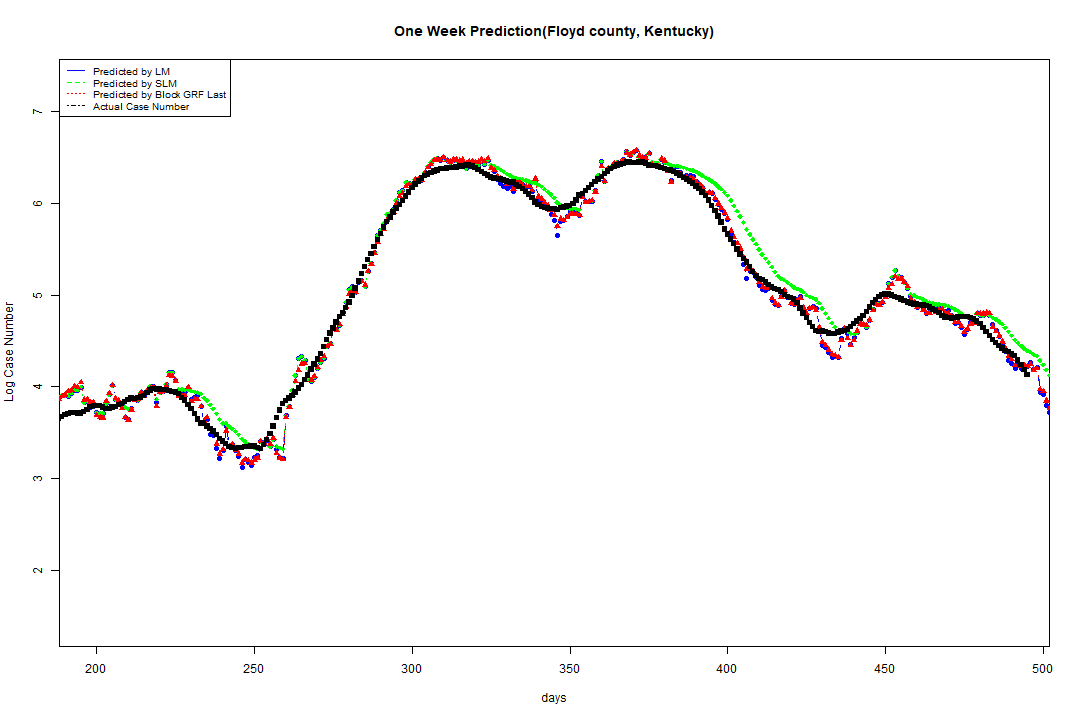 One Week Prediction(Floyd county, Kentucky)
Predicted by LM
Predicted by SLM
Predicted by Block GRF Last
Actual Case Number
7
6
5
4
3
2
Log Case Number
200 250 300 350 400 450 500
days